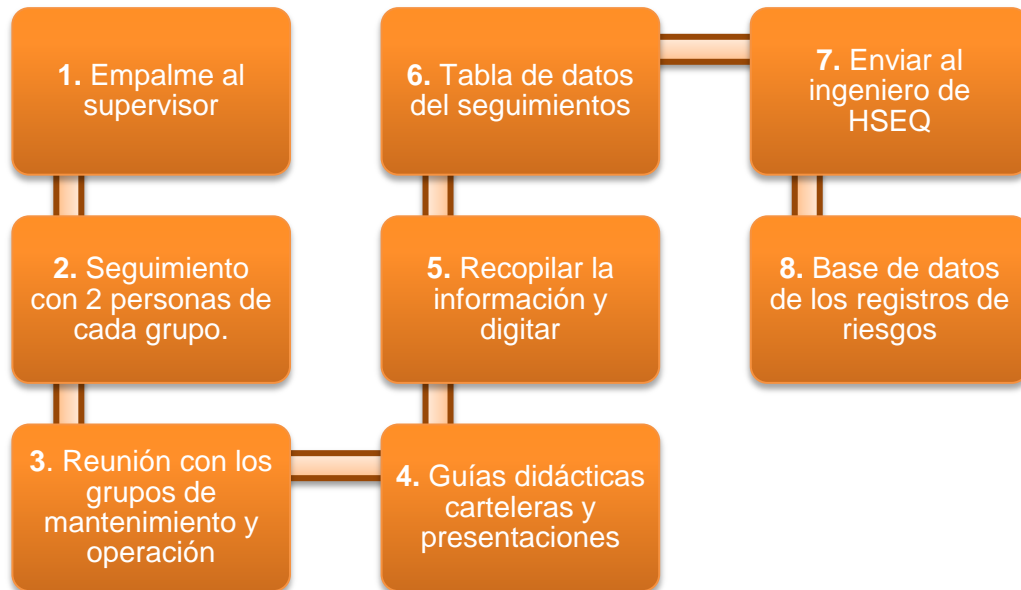 1. Empalme al
supervisor
2. Seguimiento
con 2 personas de
cada grupo.
3. Reunión con los
grupos de
mantenimiento y
operación
4. Guías didácticas
carteleras y
presentaciones
5. Recopilar la
información y
digitar
6. Tabla de datos
del seguimientos
7. Enviar al
ingeniero de
HSEQ
8. Base de datos
de los registros de
riesgos